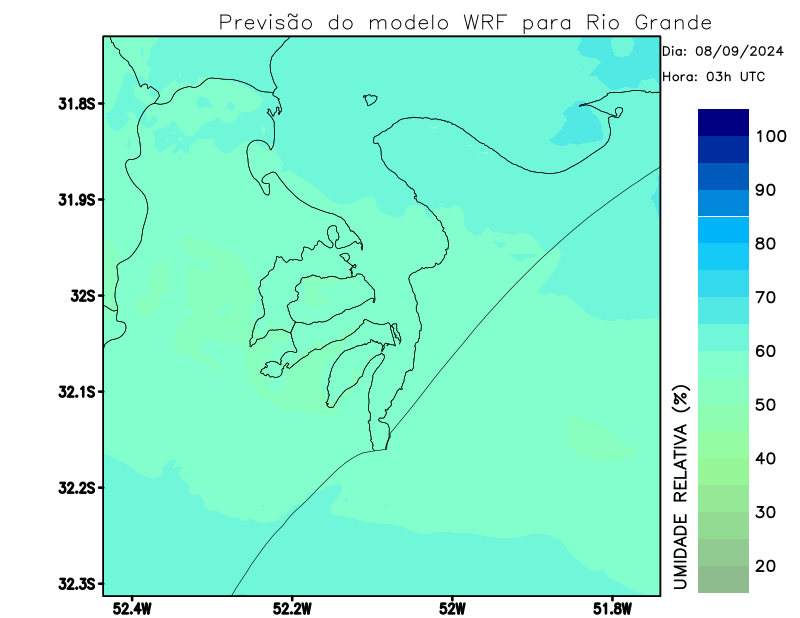 Previsão do modelo WRF para Rio Grande
Dia: 08/09/2024
Hora: 03h UTC
31.8S
31.9S
32S
32.1S
32.2S
32.3S
52.4W
52.2W
52W
51.8W
100
90
80
70
60
50
40
30
20
UMIDADE RELATIVA (%)